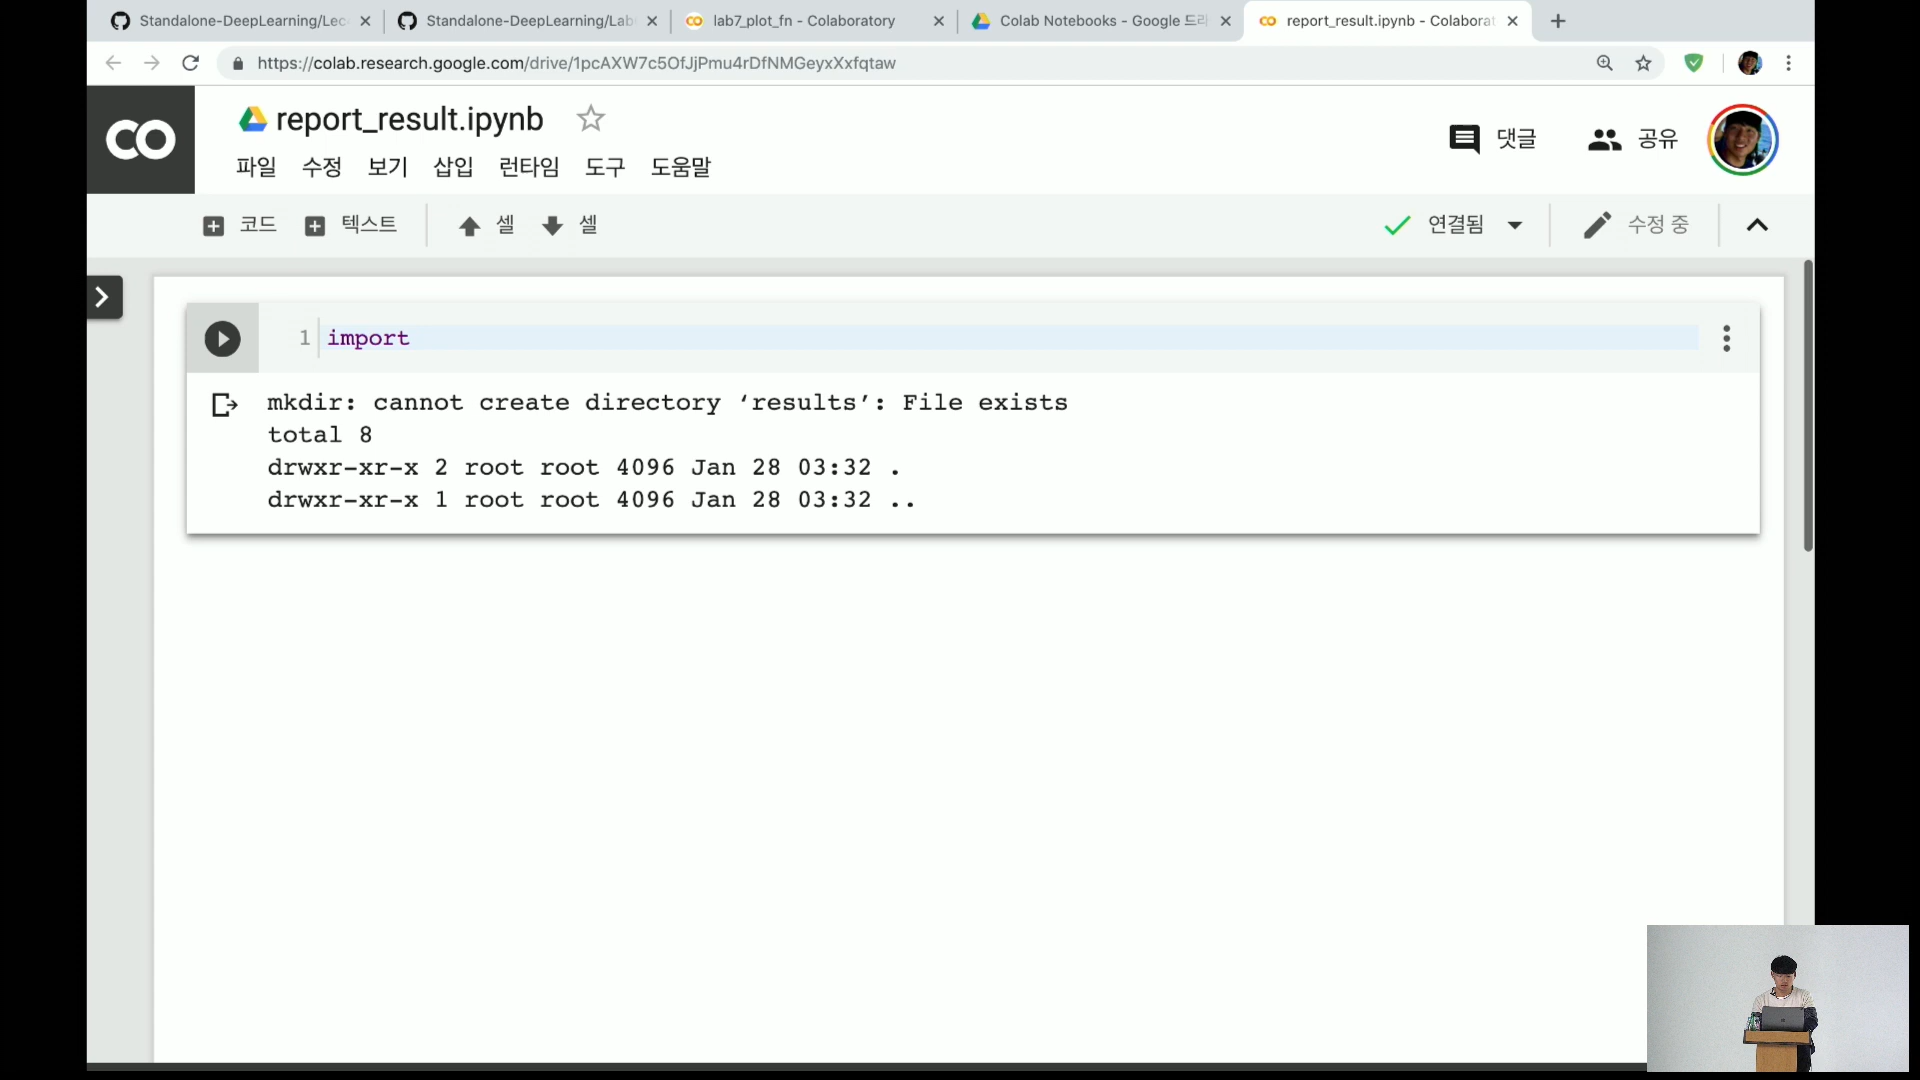 Standalone-DeepLearning/Lec
Standalone-DeepLearning/Lab
lab7_plot_fn - Colaboratory
Colab Notebooks - Google 드라
report_result.ipynb - Colaborat
https://colab.research.google.com/drive/1pcAXW7c5OfJjPmu4rDfNMGeyxXxfqtaw
CO
report_result.ipynb
댓글
공유
파일 수정 보기 삽입 런타임 도구 도움말
코드 텍스트 셀 셀
연결됨
수정 중
1 import
mkdir: cannot create directory ‘results’: File exists
total 8
drwxr-xr-x 2 root root 4096 Jan 28 03:32 .
drwxr-xr-x 1 root root 4096 Jan 28 03:32 ..